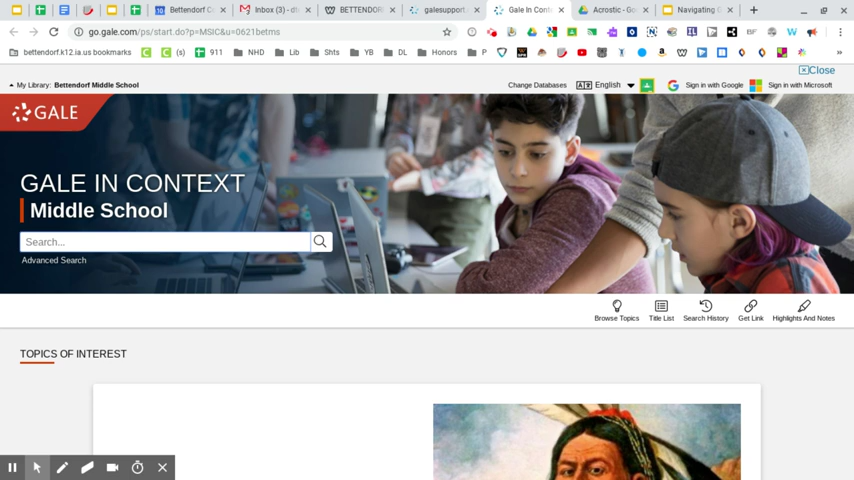 Bettendorf C
Inbox (3) - d
BETTENDOR
galesupport.
Gale In Conte
Acrostic - Go
Navigating G
go.gale.com/ps/start.do?p=MSIC&u=0621betms
bettendorf.k12.ia.us bookmarks
(s)
911
NHD
Lib
Shts
YB
DL
Honors
P
Close
My Library: Bettendorf Middle School
Change Databases
English
Sign in with Google
Sign in with Microsoft
GALE
GALE IN CONTEXT
Middle School
Search...
Advanced Search
Browse Topics
Title List
Search History
Get Link
Highlights And Notes
TOPICS OF INTEREST